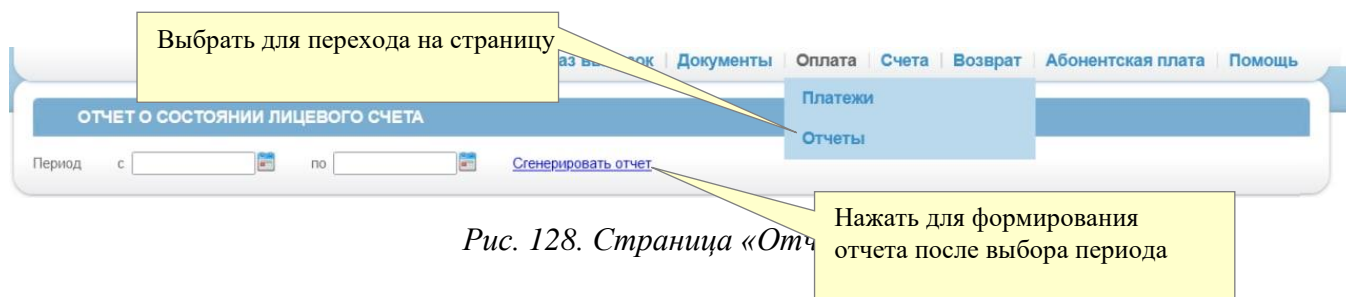 Выбрать для перехода на страницу
Документы Оплата Счета Возврат Абонентская плата Помощь
Платежи
ОТЧЕТ О СОСТОЯНИИ ЛИЦЕВОГО СЧЕТА
Отчеты
Период с по Сгенерировать отчет
Нажать для формирования
отчета после выбора периода
Рис. 128. Страница